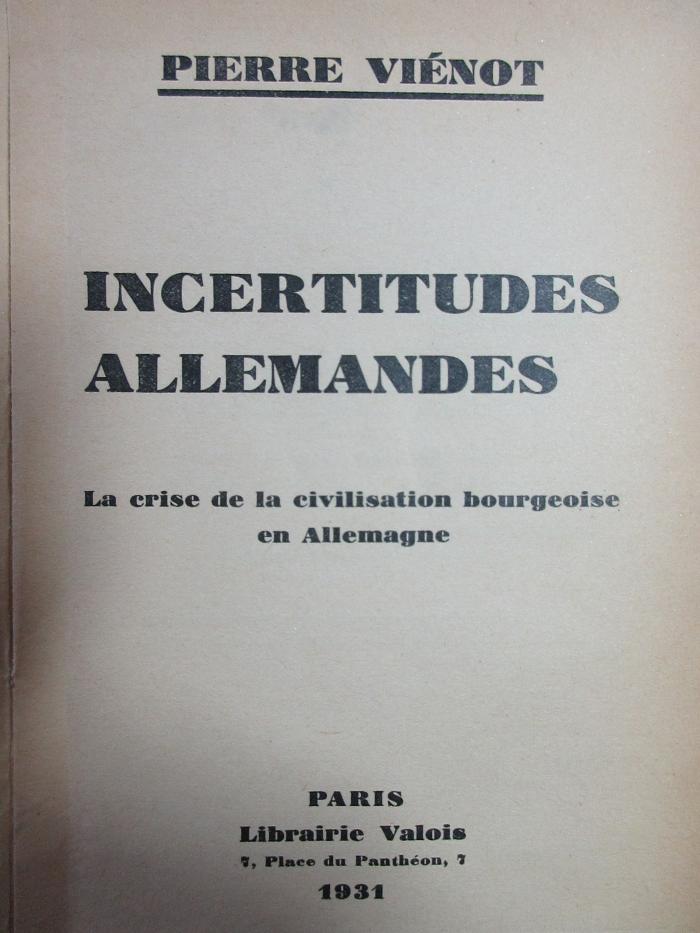 PIERRE VIÉNOT
INCERTITUDES
ALLEMANDES
La crise de la civilisation bourgeoise
en Allemagne
PARIS
Librairie Valois
7, Place du Panthéon, 7
1931